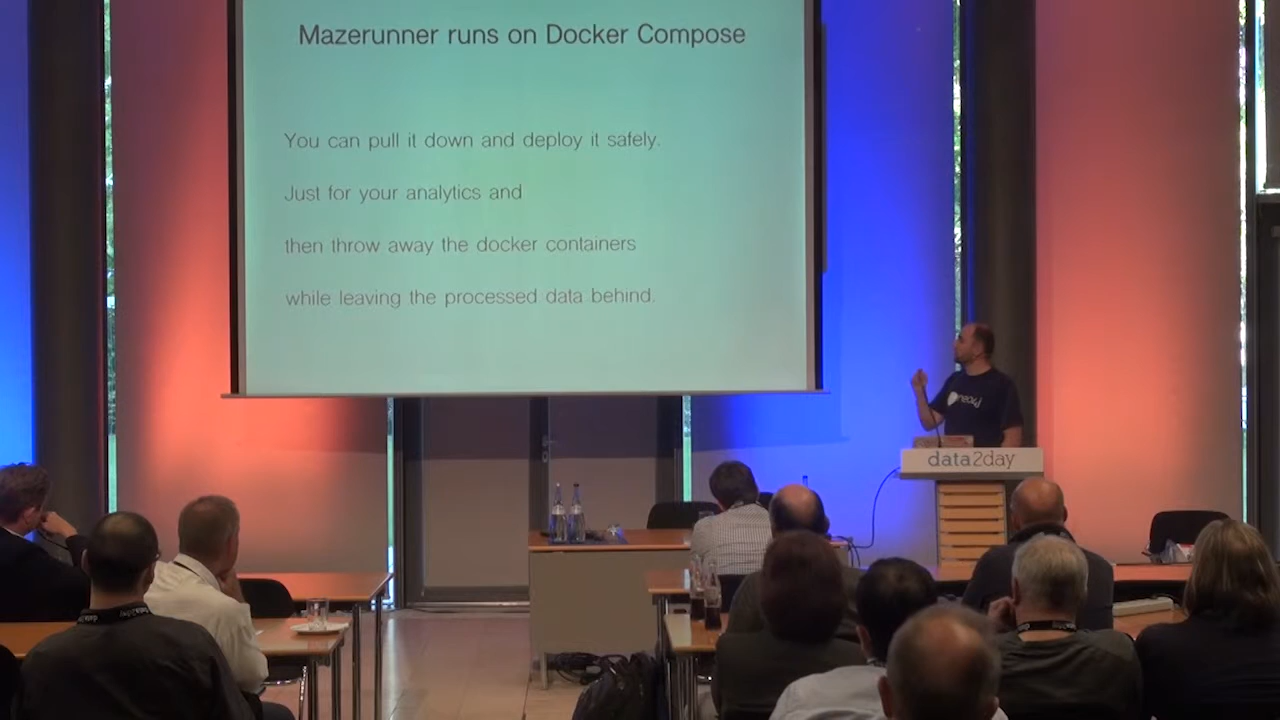 Mazerunner runs on Docker Compose
You can pull it down and deploy it safely.
Just for your analytics and
then throw away the docker containers
while leaving the processed data behind.
neo4j
data2day